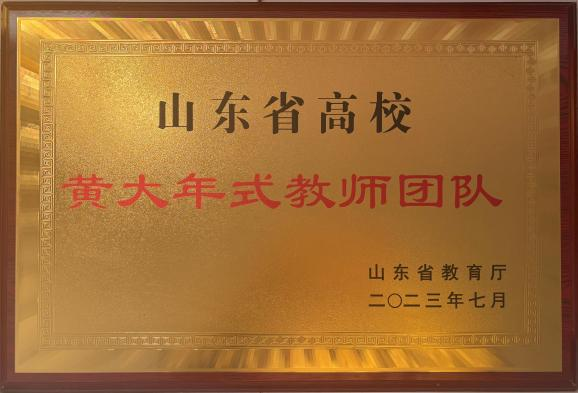 山东省高校
黄大年式教师团队
山东省教育厅
二〇二三年七月